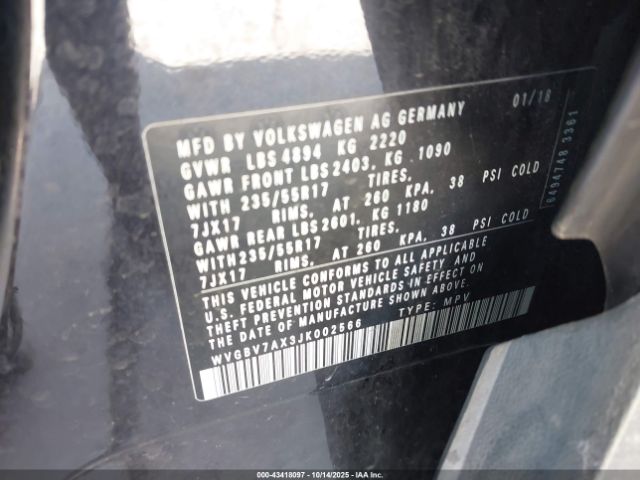 MFD BY VOLKSWAGEN AG GERMANY 01/18
GVWR LBS 4894 KG 2220
GAWR FRONT LBS 2403, KG 1090
WITH 235/55R17 TIRES,
7JX17 RIMS, AT 260 KPA, 38 PSI COLD
GAWR REAR LBS 2601, KG 1180
WITH 235/55R17 TIRES,
7JX17 RIMS, AT 260 KPA, 38 PSI COLD
THIS VEHICLE CONFORMS TO ALL APPLICABLE
U.S. FEDERAL MOTOR VEHICLE SAFETY AND
THEFT PREVENTION STANDARDS IN EFFECT ON
THE DATE OF MANUFACTURE SHOWN ABOVE.
WVGBV7AX3JK002566 TYPE: MPV
6494748 3361
000-43418097 - 10/14/2025 - IAAI.COM